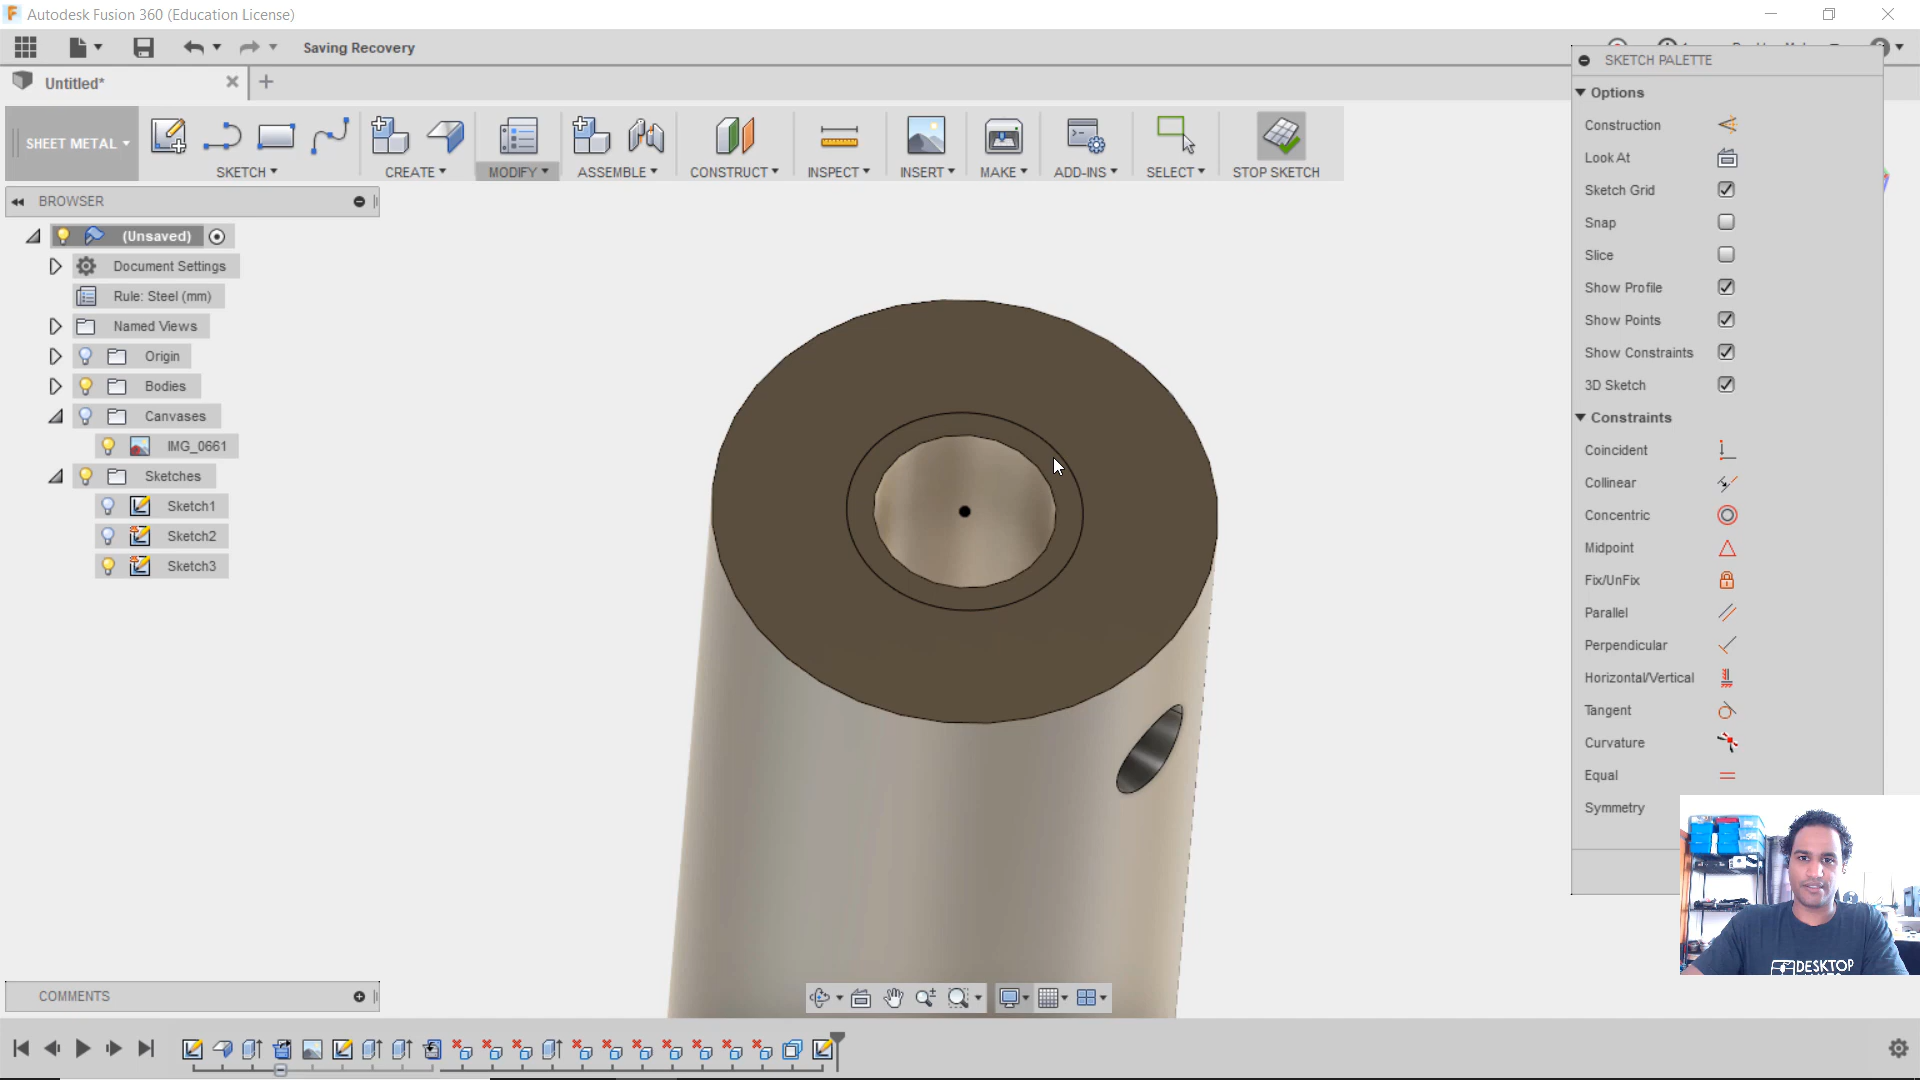 Autodesk Fusion 360 (Education License)
Saving Recovery
Untitled*
SHEET METAL
SKETCH
CREATE
MODIFY
ASSEMBLE
CONSTRUCT
INSPECT
INSERT
MAKE
ADD-INS
SELECT
STOP SKETCH
BROWSER
(Unsaved)
Document Settings
Rule: Steel (mm)
Named Views
Origin
Bodies
Canvases
IMG_0661
Sketches
Sketch1
Sketch2
Sketch3
SKETCH PALETTE
Options
Construction
Look At
Sketch Grid
Snap
Slice
Show Profile
Show Points
Show Constraints
3D Sketch
Constraints
Coincident
Collinear
Concentric
Midpoint
Fix/UnFix
Parallel
Perpendicular
Horizontal/Vertical
Tangent
Curvature
Equal
Symmetry
DESKTOP
COMMENTS